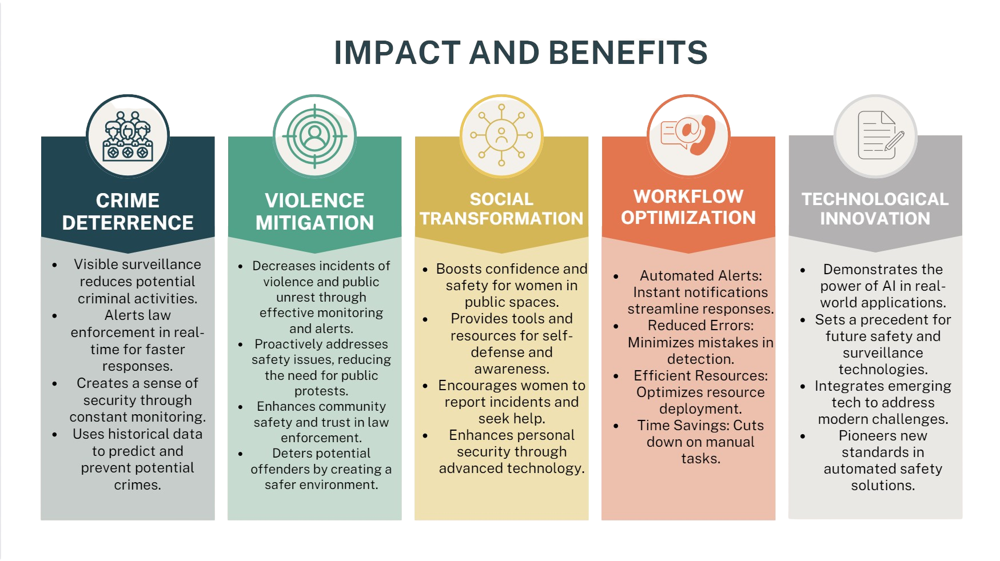 IMPACT AND BENEFITS
CRIME
DETERRENCE
• Visible surveillance
reduces potential
criminal activities.
• Alerts law
enforcement in real-
time for faster
responses.
• Creates a sense of
security through
constant monitoring.
• Uses historical data
to predict and
prevent potential
crimes.
VIOLENCE
MITIGATION
• Decreases incidents of
violence and public
unrest through
effective monitoring
and alerts.
• Proactively addresses
safety issues, reducing
the need for public
protests.
• Enhances community
safety and trust in law
enforcement.
• Deters potential
offenders by creating a
safer environment.
SOCIAL
TRANSFORMATION
• Boosts confidence and
safety for women in
public spaces.
• Provides tools and
resources for self-
defense and
awareness.
• Encourages women to
report incidents and
seek help.
• Enhances personal
security through
advanced technology.
WORKFLOW
OPTIMIZATION
• Automated Alerts:
Instant notifications
streamline responses.
• Reduced Errors:
Minimizes mistakes in
detection.
• Efficient Resources:
Optimizes resource
deployment.
• Time Savings: Cuts
down on manual
tasks.
TECHNOLOGICAL
INNOVATION
• Demonstrates the
power of AI in real-
world applications.
• Sets a precedent for
future safety and
surveillance
technologies.
• Integrates emerging
tech to address
modern challenges.
• Pioneers new
standards in
automated safety
solutions.